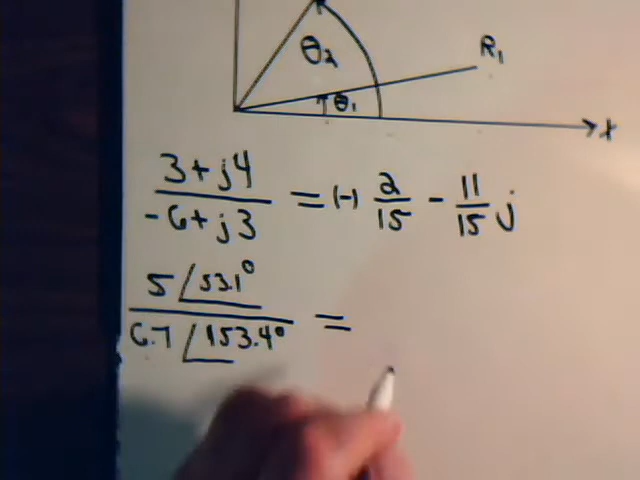 θ₂
R₁
θ₁
x
3+j4 / -6+j3 = (-) 2/15 - 11/15 j
5 ∠53.1° / 6.7 ∠153.4° =